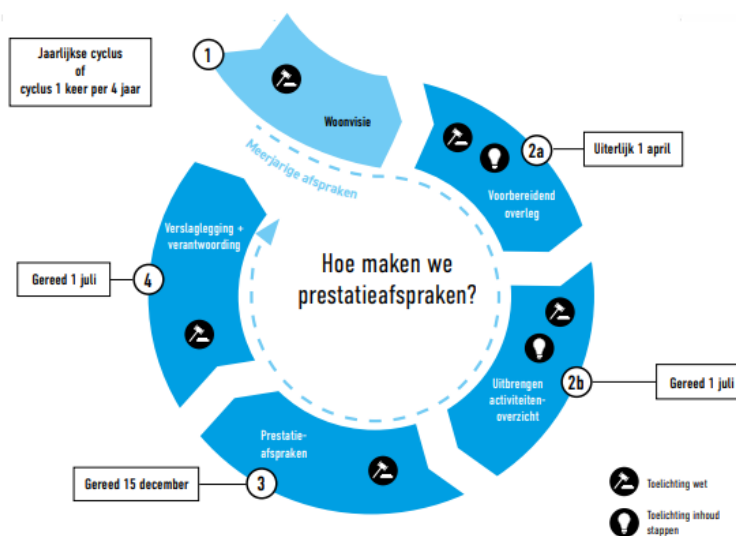 Jaarlijkse cyclus
of
cyclus 1 keer per 4 jaar
1
Woonvisie
Meerjarige afspraken
2a
Uiterlijk 1 april
Voorbereidend
overleg
Verslaglegging +
verantwoording
Gereed 1 juli
4
Hoe maken we
prestatieafspraken?
Uitbrengen
activiteiten-
overzicht
2b
Gereed 1 juli
Prestatie-
afspraken
Gereed 15 december
3
Toelichting wet
Toelichting inhoud
stappen